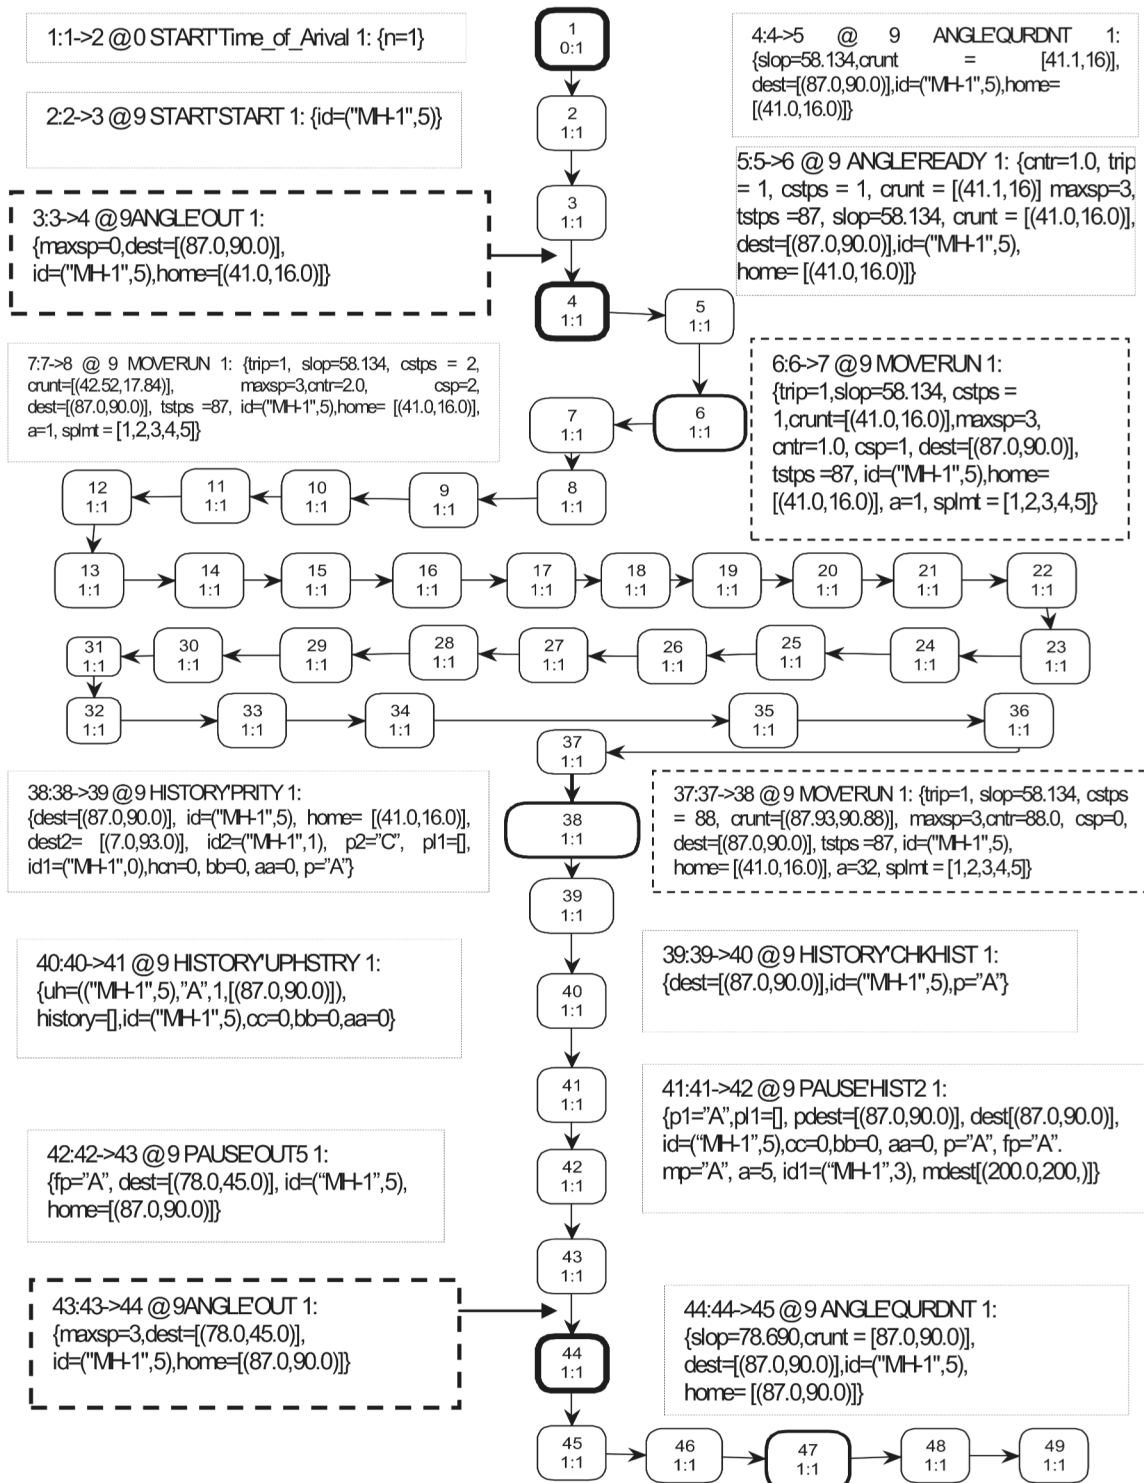 1:1->2 @0 START'Time_of_Arival 1: {n=1}
2:2->3 @9 START'START 1: {id=("MH-1",5)}
3:3->4 @9ANGLE'OUT 1:
{maxsp=0,dest=[(87.0,90.0)],
id=("MH-1",5),home=[(41.0,16.0)]}
1
0:1
2
1:1
3
1:1
4
1:1
5
1:1
4:4->5 @ 9 ANGLE'QURDNT 1:
{slop=58.134,crunt = [41.1,16)],
dest=[(87.0,90.0)],id=("MH-1",5),home=
[(41.0,16.0)]}
5:5->6 @ 9 ANGLE'READY 1: {cntr=1.0, trip
= 1, cstps = 1, crunt = [(41.1,16)] maxsp=3,
tstps =87, slop=58.134, crunt = [(41.0,16.0)],
dest=[(87.0,90.0)],id=("MH-1",5),
home= [(41.0,16.0)]}
7:7->8 @ 9 MOVE'RUN 1: {trip=1, slop=58.134, cstps = 2,
crunt=[(42.52,17.84)], maxsp=3,cntr=2.0, csp=2,
dest=[(87.0,90.0)], tstps =87, id=("MH-1",5),home= [(41.0,16.0)],
a=1, splmt = [1,2,3,4,5]}
6:6->7 @9 MOVE'RUN 1:
{trip=1,slop=58.134, cstps =
1,crunt=[(41.0,16.0)],maxsp=3,
cntr=1.0, csp=1, dest=[(87.0,90.0)],
tstps =87, id=("MH-1",5),home=
[(41.0,16.0)], a=1, splmt = [1,2,3,4,5]}
7
1:1
6
1:1
12
1:1
11
1:1
10
1:1
9
1:1
8
1:1
13
1:1
14
1:1
15
1:1
16
1:1
17
1:1
18
1:1
19
1:1
20
1:1
21
1:1
22
1:1
31
1:1
30
1:1
29
1:1
28
1:1
27
1:1
26
1:1
25
1:1
24
1:1
23
1:1
32
1:1
33
1:1
34
1:1
35
1:1
36
1:1
37
1:1
38:38->39 @9 HISTORY'PRITY 1:
{dest=[(87.0,90.0)], id=("MH-1",5), home= [(41.0,16.0)],
dest2= [(7.0,93.0)], id2=("MH-1",1), p2="C", pl1=[],
id1=("MH-1",0),hcn=0, bb=0, aa=0, p="A"}
38
1:1
37:37->38 @9 MOVE'RUN 1: {trip=1, slop=58.134, cstps
= 88, crunt=[(87.93,90.88)], maxsp=3,cntr=88.0, csp=0,
dest=[(87.0,90.0)], tstps =87, id=("MH-1",5),
home= [(41.0,16.0)], a=32, splmt = [1,2,3,4,5]}
39
1:1
40:40->41 @9 HISTORY'UPHSTRY 1:
{uh=(("MH-1",5),"A",1,[(87.0,90.0)]),
history=[],id=("MH-1",5),cc=0,bb=0,aa=0}
40
1:1
39:39->40 @9 HISTORY'CHKHIST 1:
{dest=[(87.0,90.0)],id=("MH-1",5),p="A"}
41
1:1
41:41->42 @9 PAUSE'HIST2 1:
{p1="A",pl1=[], pdest=[(87.0,90.0)], dest[(87.0,90.0)],
id=("MH-1",5),cc=0,bb=0, aa=0, p="A", fp="A".
mp="A", a=5, id1=("MH-1",3), mdest[(200.0,200,)]}
42:42->43 @9 PAUSE'OUT5 1:
{fp="A", dest=[(78.0,45.0)], id=("MH-1",5),
home=[(87.0,90.0)]}
42
1:1
43
1:1
43:43->44 @9ANGLE'OUT 1:
{maxsp=3,dest=[(78.0,45.0)],
id=("MH-1",5),home=[(87.0,90.0)]}
44
1:1
44:44->45 @9 ANGLE'QURDNT 1:
{slop=78.690,crunt = [87.0,90.0)],
dest=[(87.0,90.0)],id=("MH-1",5),
home= [(87.0,90.0)]}
45
1:1
46
1:1
47
1:1
48
1:1
49
1:1